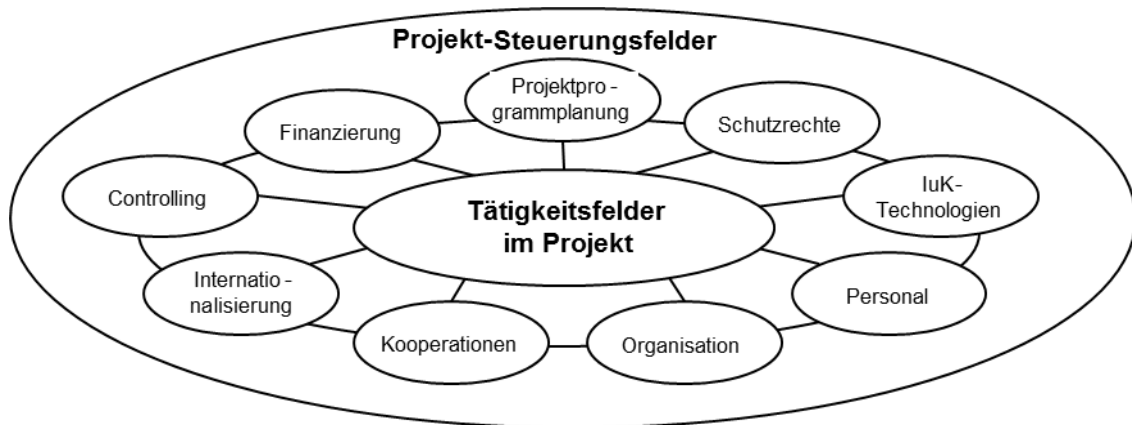 Projekt-Steuerungsfelder
Projektpro-
grammplanung
Finanzierung
Schutzrechte
Controlling
IuK-
Technologien
Tätigkeitsfelder
im Projekt
Internatio-
nalisierung
Personal
Kooperationen
Organisation